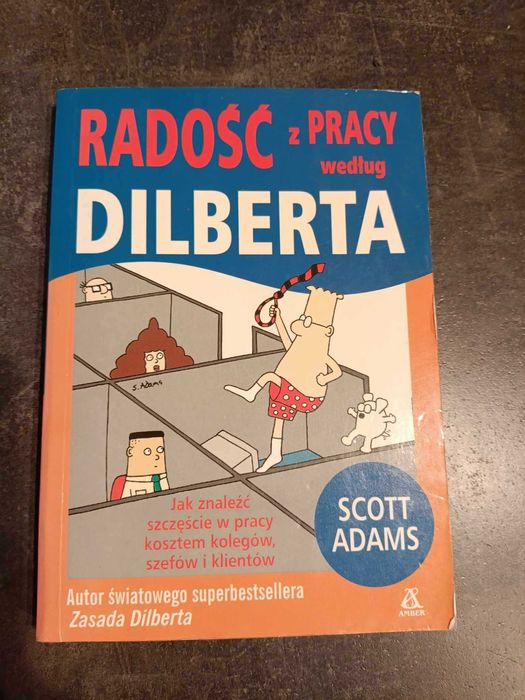 RADOŚĆ z PRACY
według
DILBERTA
S. Adams
Jak znaleźć
szczęście w pracy
kosztem kolegów,
szefów i klientów
SCOTT
ADAMS
Autor światowego superbestsellera
Zasada Dilberta
AMBER